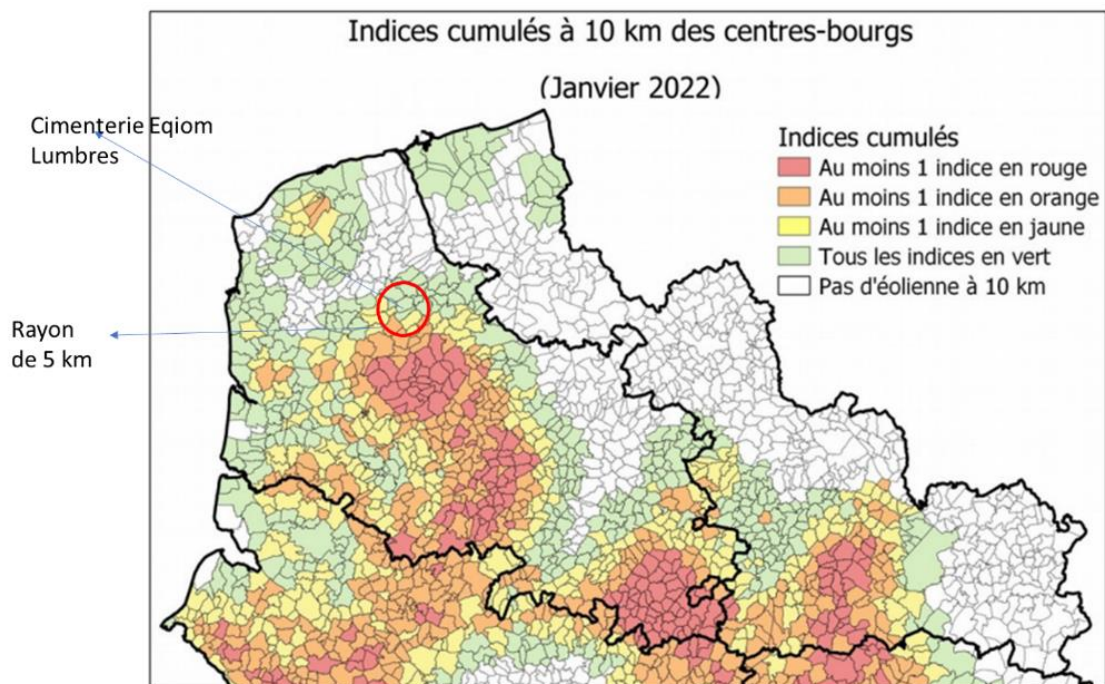 Indices cumulés à 10 km des centres-bourgs
(Janvier 2022)
Cimenterie Eqiom
Lumbres
Rayon
de 5 km
Indices cumulés
Au moins 1 indice en rouge
Au moins 1 indice en orange
Au moins 1 indice en jaune
Tous les indices en vert
Pas d'éolienne à 10 km